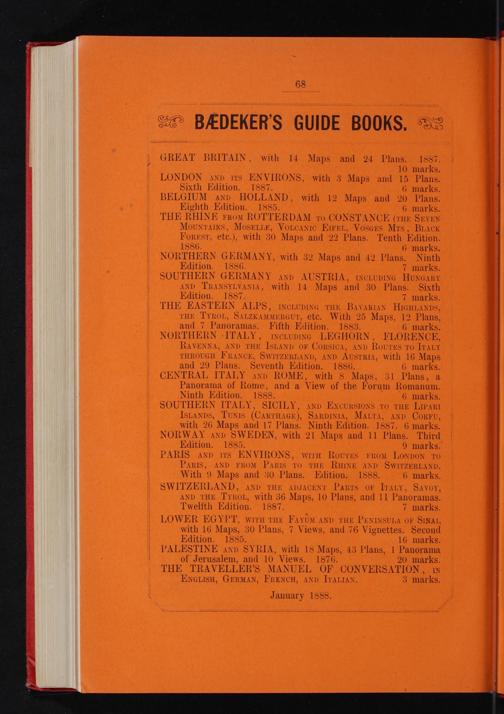 68
BÆDEKER'S GUIDE BOOKS.
GREAT BRITAIN, with 14 Maps and 24 Plans. 1887.
10 marks.
LONDON AND ITS ENVIRONS, with 3 Maps and 15 Plans.
Sixth Edition. 1887. 6 marks.
BELGIUM AND HOLLAND, with 12 Maps and 20 Plans.
Eighth Edition. 1885. 6 marks.
THE RHINE FROM ROTTERDAM TO CONSTANCE (THE SEVEN
MOUNTAINS, MOSELLE, VOLCANIC EIFEL, VOSGES MTS, BLACK
FOREST, etc.), with 30 Maps and 22 Plans. Tenth Edition.
1886. 6 marks.
NORTHERN GERMANY, with 32 Maps and 42 Plans. Ninth
Edition. 1886. 7 marks.
SOUTHERN GERMANY AND AUSTRIA, INCLUDING HUNGARY
AND TRANSYLVANIA, with 14 Maps and 30 Plans. Sixth
Edition. 1887. 7 marks.
THE EASTERN ALPS, INCLUDING THE BAVARIAN HIGHLANDS,
THE TYROL, SALZKAMMERGUT, etc. With 25 Maps, 12 Plans,
and 7 Panoramas. Fifth Edition. 1883. 6 marks.
NORTHERN ITALY, INCLUDING LEGHORN, FLORENCE,
RAVENNA, AND THE ISLAND OF CORSICA, AND ROUTES TO ITALY
THROUGH FRANCE, SWITZERLAND, AND AUSTRIA, with 16 Maps
and 29 Plans. Seventh Edition. 1886. 6 marks.
CENTRAL ITALY AND ROME, with 8 Maps, 31 Plans, a
Panorama of Rome, and a View of the Forum Romanum.
Ninth Edition. 1888. 6 marks.
SOUTHERN ITALY, SICILY, AND EXCURSIONS TO THE LIPARI
ISLANDS, TUNIS (CARTHAGE), SARDINIA, MALTA, AND CORFU,
with 26 Maps and 17 Plans. Ninth Edition. 1887. 6 marks.
NORWAY AND SWEDEN, with 21 Maps and 11 Plans. Third
Edition. 1885. 9 marks.
PARIS AND ITS ENVIRONS, WITH ROUTES FROM LONDON TO
PARIS, AND FROM PARIS TO THE RHINE AND SWITZERLAND.
With 9 Maps and 30 Plans. Edition. 1888. 6 marks.
SWITZERLAND, AND THE ADJACENT PARTS OF ITALY, SAVOY,
AND THE TYROL, with 36 Maps, 10 Plans, and 11 Panoramas.
Twelfth Edition. 1887. 7 marks.
LOWER EGYPT, WITH THE FAYÛM AND THE PENINSULA OF SINAI,
with 16 Maps, 30 Plans, 7 Views, and 76 Vignettes. Second
Edition. 1885. 16 marks.
PALESTINE AND SYRIA, with 18 Maps, 43 Plans, 1 Panorama
of Jerusalem, and 10 Views. 1876. 20 marks.
THE TRAVELLER'S MANUEL OF CONVERSATION, IN
ENGLISH, GERMAN, FRENCH, AND ITALIAN. 3 marks.
January 1888.